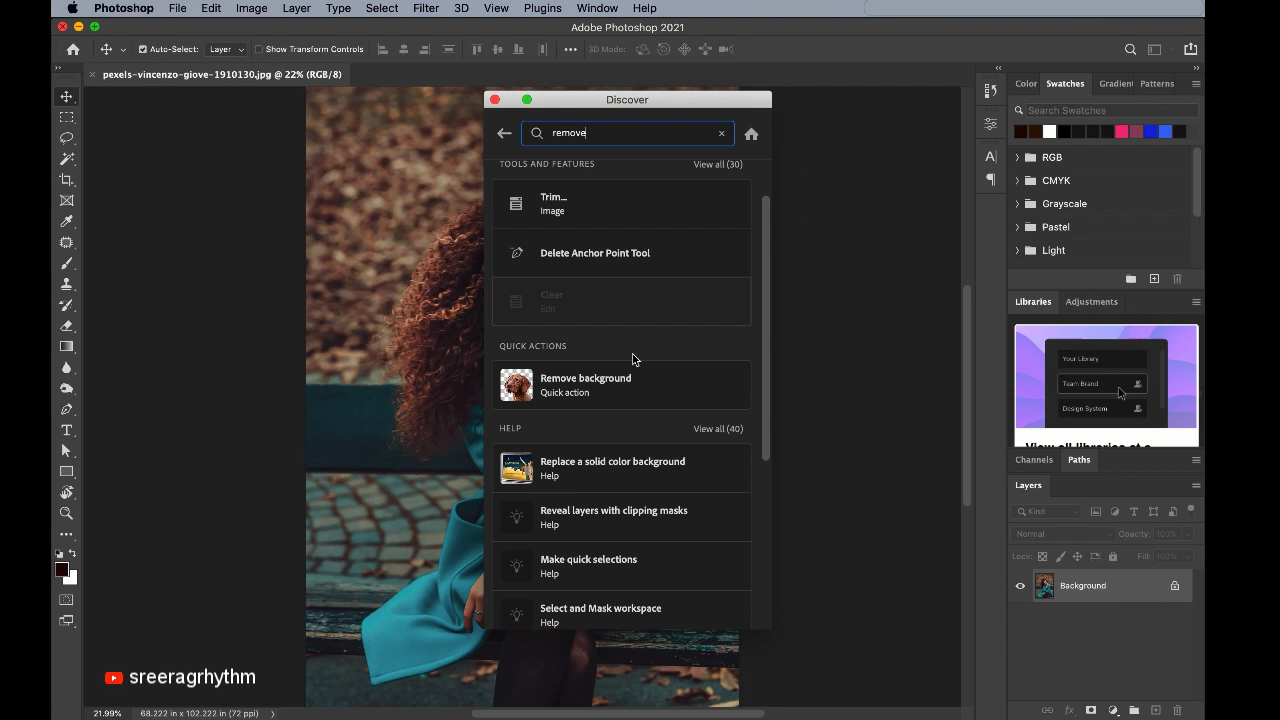 Photoshop File Edit Image Layer Type Select Filter 3D View Plugins Window Help
Adobe Photoshop 2021
Auto-Select: Layer Show Transform Controls 3D Mode:
pexels-vincenzo-giove-1910130.jpg @ 22% (RGB/8)
Discover
remove
TOOLS AND FEATURES View all (30)
Trim...
Image
Delete Anchor Point Tool
Clear
Edit
QUICK ACTIONS
Remove background
Quick action
HELP View all (40)
Replace a solid color background
Help
Reveal layers with clipping masks
Help
Make quick selections
Help
Select and Mask workspace
Help
Color Swatches Gradient Patterns
Search Swatches
RGB
CMYK
Grayscale
Pastel
Light
Libraries Adjustments
Your Library
Team Brand
Design System
Channels Paths
Layers
Kind
Normal Opacity: 100%
Lock: Fill: 100%
Background
sreeragrhythm
21.99% 68.222 in x 102.222 in (72 ppi)